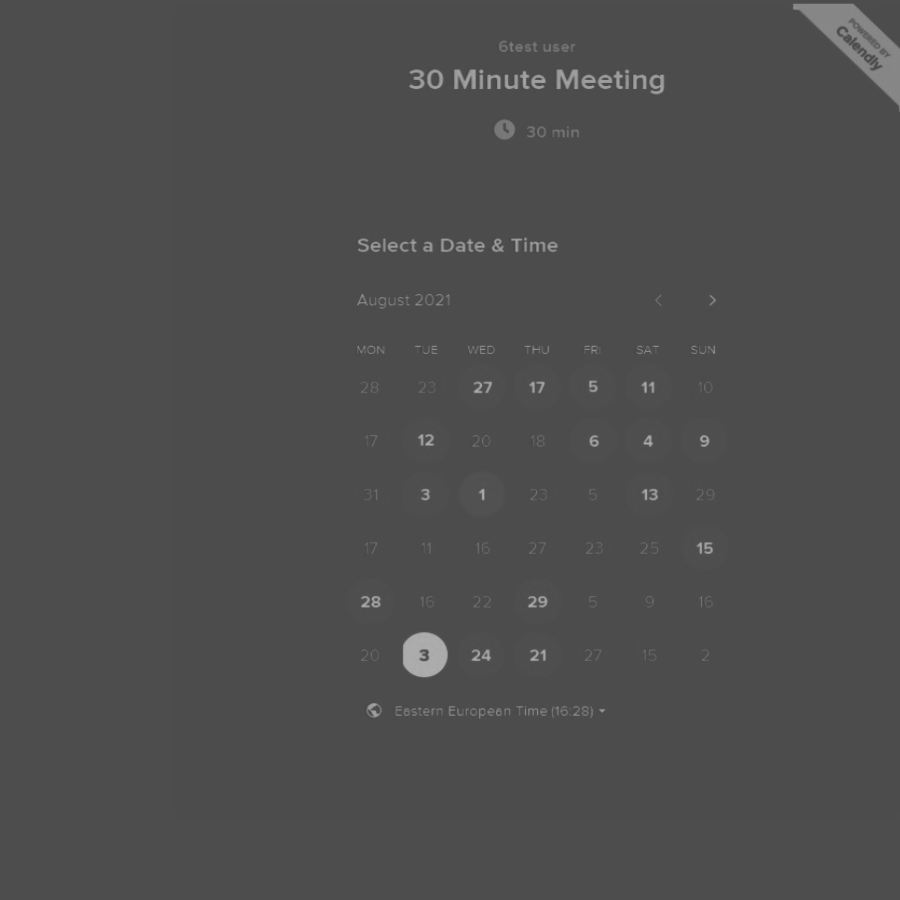 6test user
30 Minute Meeting
30 min
POWERED BY
Calendly
Select a Date & Time
August 2021
MON TUE WED THU FRI SAT SUN
28 23 27 17 5 11 10
17 12 20 18 6 4 9
31 3 1 23 5 13 29
17 11 16 27 23 25 15
28 16 22 29 5 9 16
20 3 24 21 27 15 2
Eastern European Time (16:28)